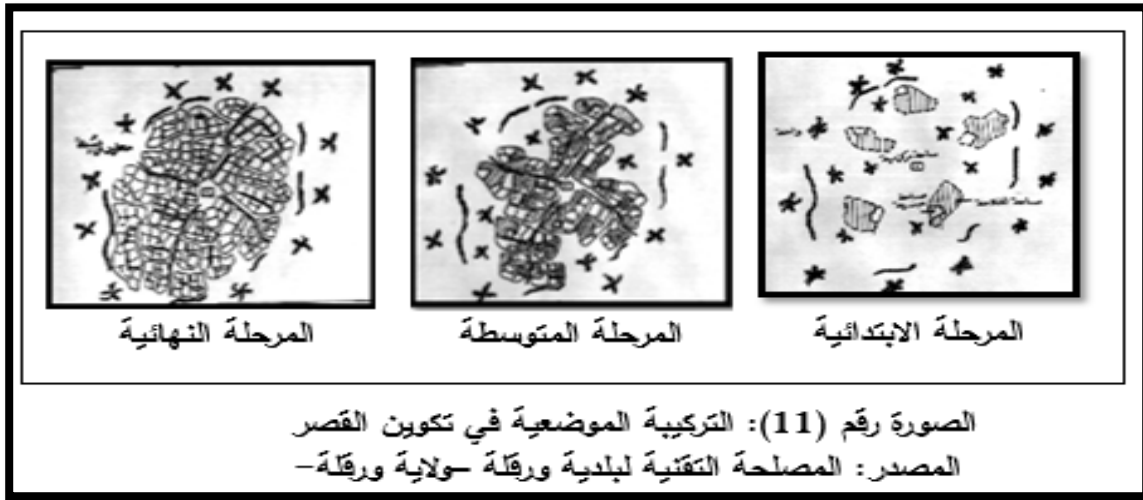 المرحلة الابتدائية
المرحلة المتوسطة
المرحلة النهائية
الصورة رقم (11): التركيبة الموضعية في تكوين القصر
المصدر: المصلحة التقنية لبلدية ورقلة –ولاية ورقلة-